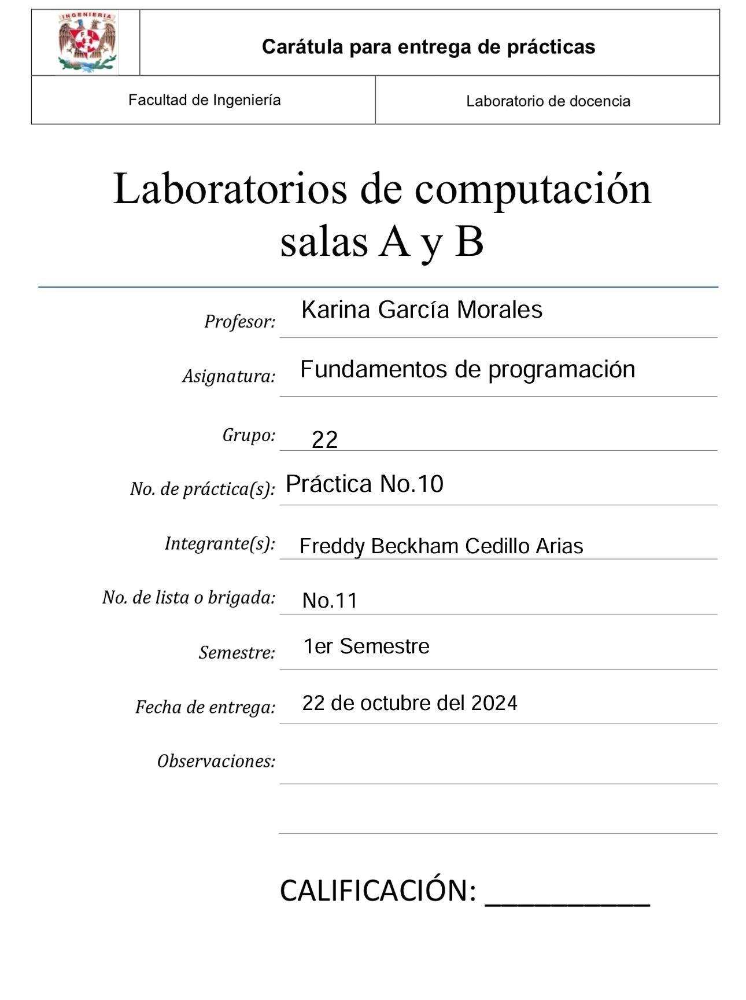 INGENIERIA
Carátula para entrega de prácticas
Facultad de Ingeniería
Laboratorio de docencia
Laboratorios de computación
salas A y B
Profesor: Karina García Morales
Asignatura: Fundamentos de programación
Grupo: 22
No. de práctica(s): Práctica No.10
Integrante(s): Freddy Beckham Cedillo Arias
No. de lista o brigada: No.11
Semestre: 1er Semestre
Fecha de entrega: 22 de octubre del 2024
Observaciones:
CALIFICACIÓN: __________